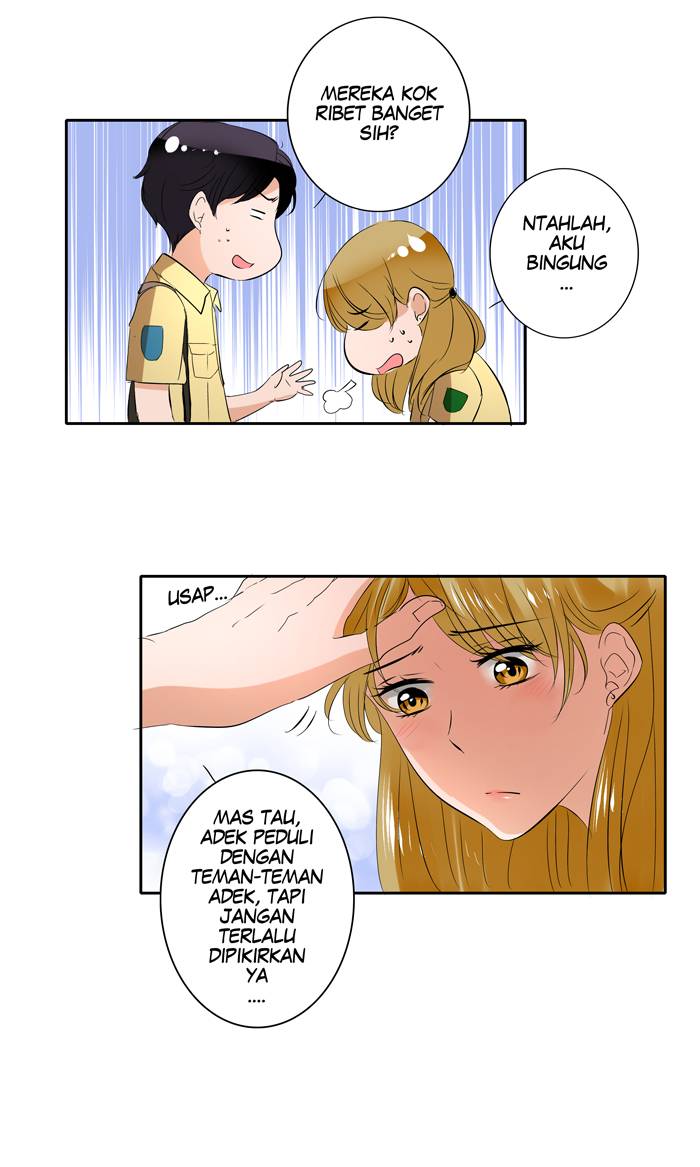 MEREKA KOK
RIBET BANGET
SIH?
NTAHLAH,
AKU
BINGUNG
...
USAP...
MAS TAU,
ADEK PEDULI
DENGAN
TEMAN-TEMAN
ADEK, TAPI
JANGAN
TERLALU
DIPIKIRKAN
YA
....